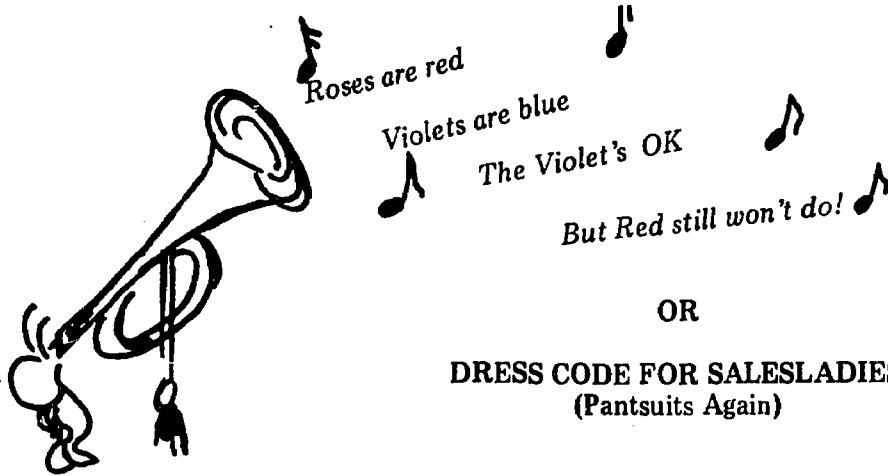 Roses are red
Violets are blue
The Violet's OK
But Red still won't do!
OR
DRESS CODE FOR SALESLADIES
(Pantsuits Again)